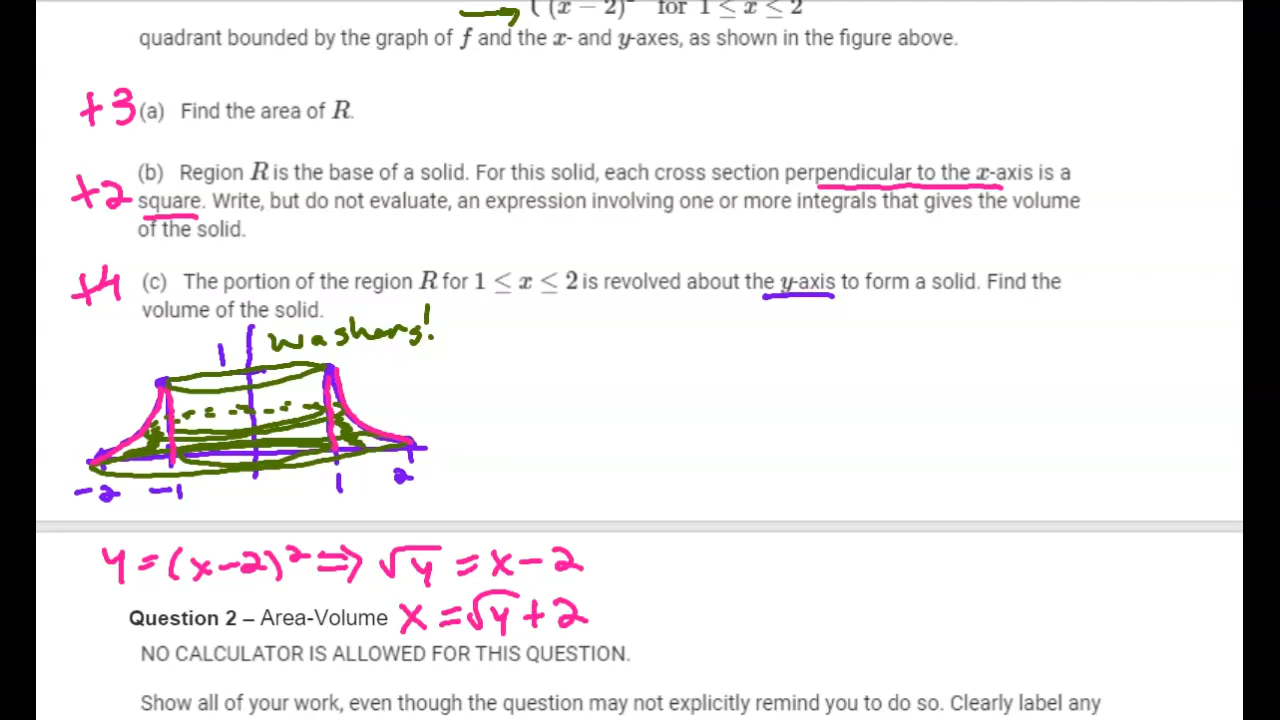 ( (x − 2)² for 1 ≤ x ≤ 2
quadrant bounded by the graph of f and the x- and y-axes, as shown in the figure above.
+3 (a) Find the area of R.
(b) Region R is the base of a solid. For this solid, each cross section perpendicular to the x-axis is a
+2 square. Write, but do not evaluate, an expression involving one or more integrals that gives the volume
of the solid.
+4 (c) The portion of the region R for 1 ≤ x ≤ 2 is revolved about the y-axis to form a solid. Find the
volume of the solid.
1 washers!
-2 -1 1 2
y = (x-2)² ⇒ √y = x-2
Question 2 – Area-Volume x = √y + 2
NO CALCULATOR IS ALLOWED FOR THIS QUESTION.
Show all of your work, even though the question may not explicitly remind you to do so. Clearly label any